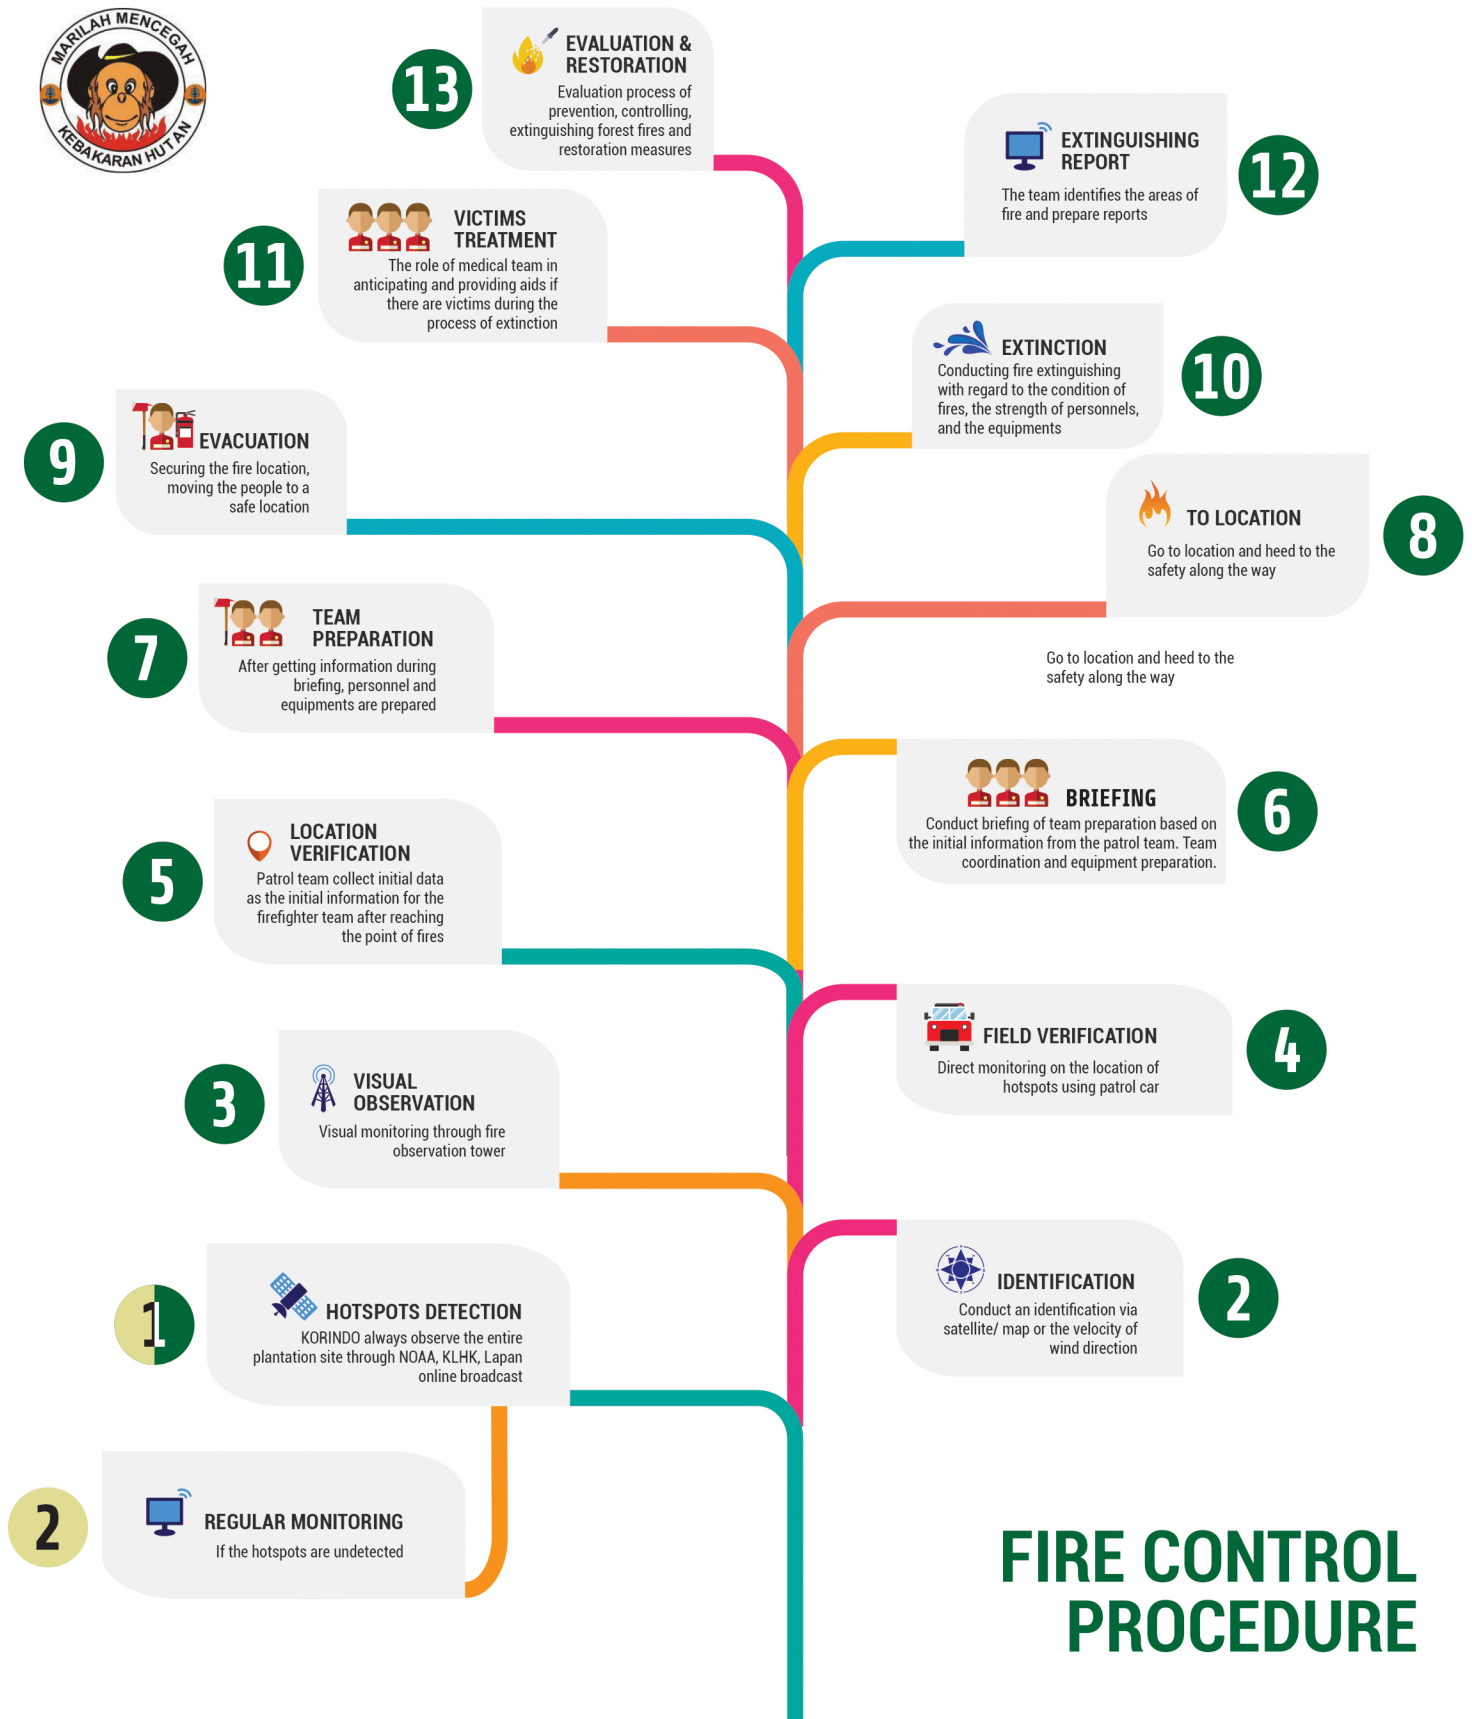 MARILAH MENCEGAH
KEBAKARAN HUTAN
13
EVALUATION &
RESTORATION
Evaluation process of
prevention, controlling,
extinguishing forest fires and
restoration measures
12
EXTINGUISHING
REPORT
The team identifies the areas of
fire and prepare reports
11
VICTIMS
TREATMENT
The role of medical team in
anticipating and providing aids if
there are victims during the
process of extinction
10
EXTINCTION
Conducting fire extinguishing
with regard to the condition of
fires, the strength of personnels,
and the equipments
9
EVACUATION
Securing the fire location,
moving the people to a
safe location
8
TO LOCATION
Go to location and heed to the
safety along the way
Go to location and heed to the
safety along the way
7
TEAM
PREPARATION
After getting information during
briefing, personnel and
equipments are prepared
6
BRIEFING
Conduct briefing of team preparation based on
the initial information from the patrol team. Team
coordination and equipment preparation.
5
LOCATION
VERIFICATION
Patrol team collect initial data
as the initial information for the
firefighter team after reaching
the point of fires
4
FIELD VERIFICATION
Direct monitoring on the location of
hotspots using patrol car
3
VISUAL
OBSERVATION
Visual monitoring through fire
observation tower
2
IDENTIFICATION
Conduct an identification via
satellite/ map or the velocity of
wind direction
1
HOTSPOTS DETECTION
KORINDO always observe the entire
plantation site through NOAA, KLHK, Lapan
online broadcast
2
REGULAR MONITORING
If the hotspots are undetected
FIRE CONTROL
PROCEDURE